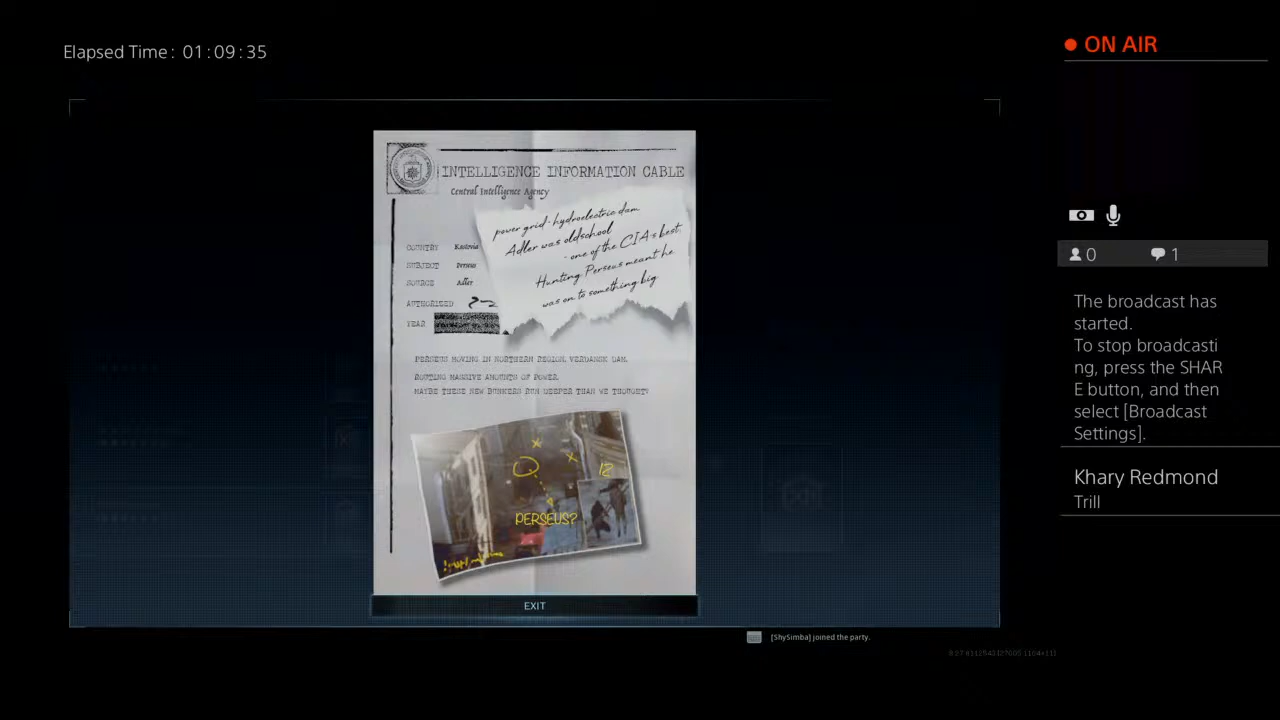 Elapsed Time: 01:09:35
ON AIR
INTELLIGENCE INFORMATION CABLE
Central Intelligence Agency
power grid - hydroelectric dam
Adler was oldschool
- one of the CIA's best.
Hunting Perseus meant he
was on to something big
COUNTRY Kastovia
SUBJECT Perseus
SOURCE Adler
AUTHORIZED
YEAR
PERSEUS MOVING IN NORTHERN REGION, VERDANSK DAM.
ROUTING MASSIVE AMOUNTS OF POWER.
MAYBE THESE NEW BUNKERS RUN DEEPER THAN WE THOUGHT?
18
PERSEUS?
EXIT
[ShySimba] joined the party.
0
1
The broadcast has
started.
To stop broadcasti
ng, press the SHAR
E button, and then
select [Broadcast
Settings].
Khary Redmond
Trill